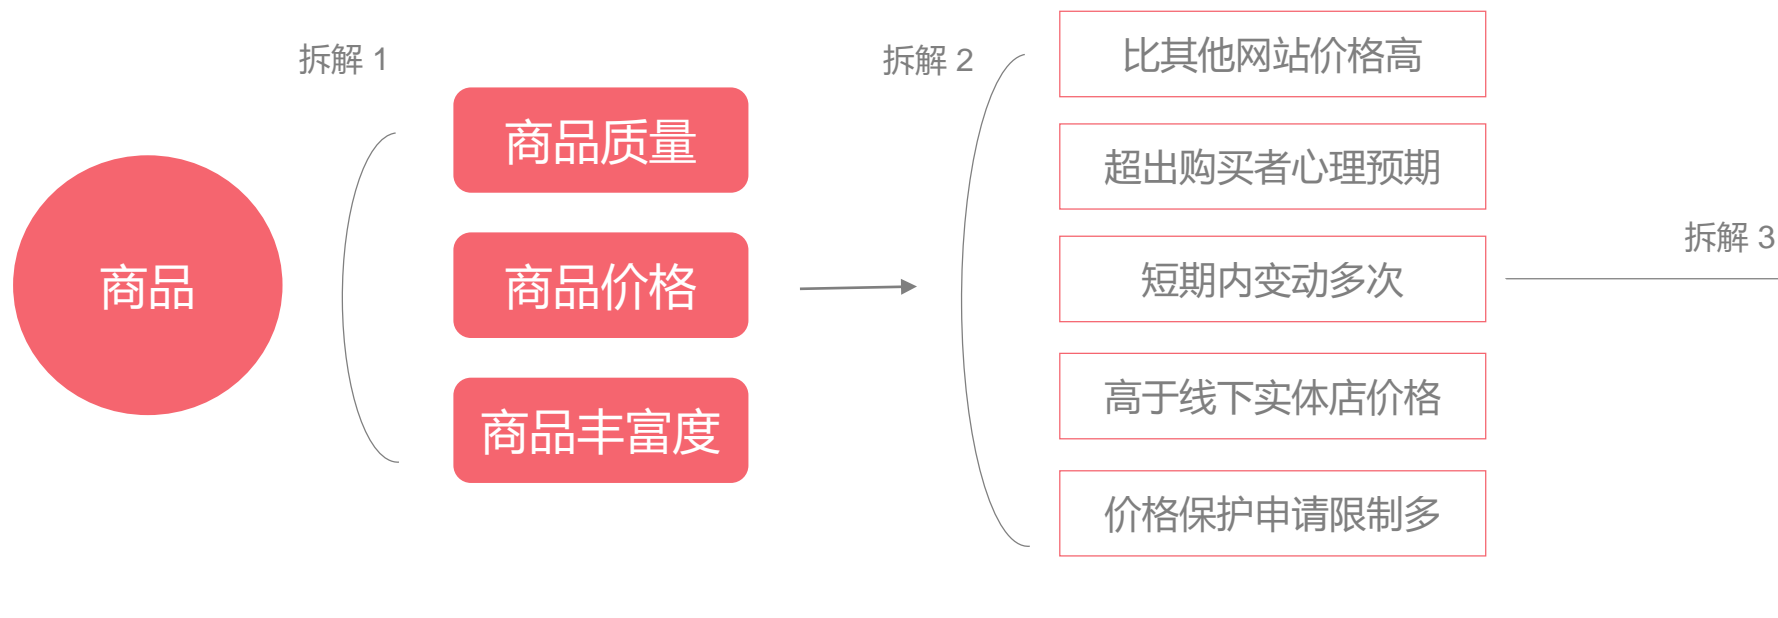 商品
拆解 1
商品质量
商品价格
商品丰富度
拆解 2
比其他网站价格高
超出购买者心理预期
短期内变动多次
高于线下实体店价格
价格保护申请限制多
拆解 3